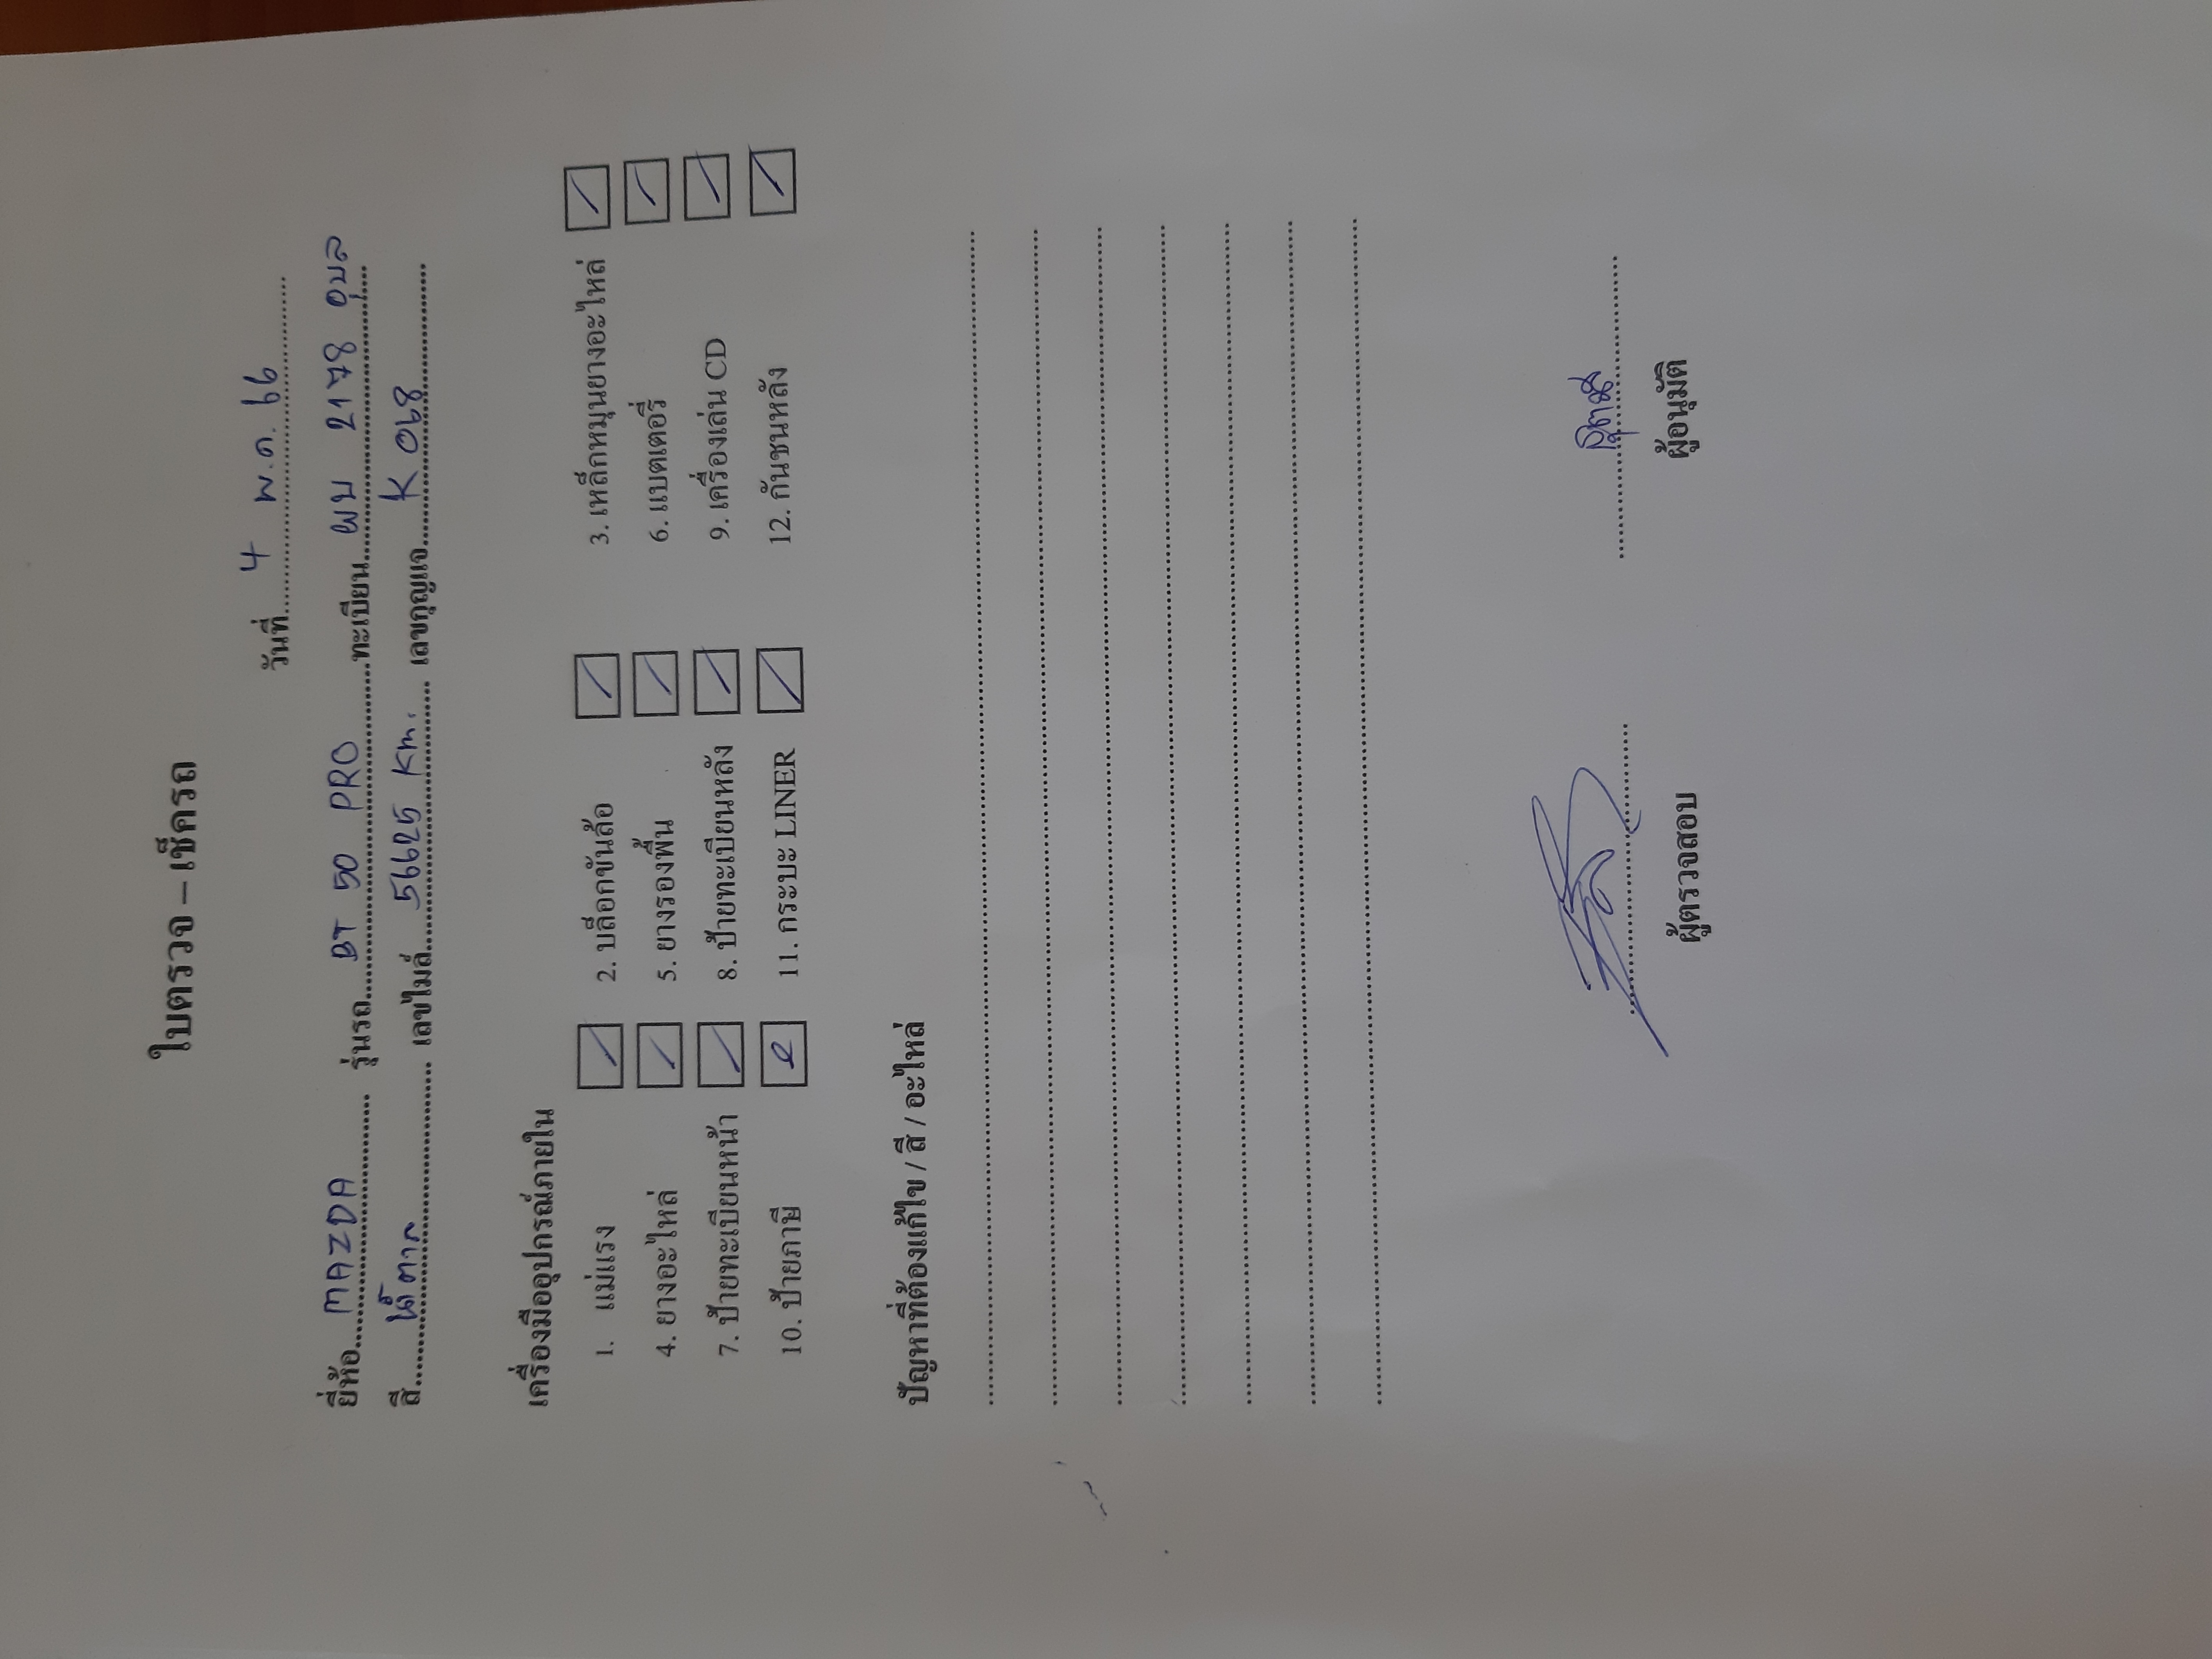 ใบตรวจ – เช็ครถ
วันที่ 4 พ.ค. 66
ยี่ห้อ MAZDA รุ่นรถ BT 50 PRO ทะเบียน ผบ 2178 อุบล
สี น้ำตาล เลขไมล์ 56625 Km. เลขกุญแจ K 068
เครื่องมืออุปกรณ์ภายใน
1. แม่แรง 2. บล็อกขันล้อ 3. เหล็กหมุนยางอะไหล่
4. ยางอะไหล่ 5. ยางรองพื้น 6. แบตเตอรี่
7. ป้ายทะเบียนหน้า 8. ป้ายทะเบียนหลัง 9. เครื่องเล่น CD
10. ป้ายภาษี 11. กระบะ LINER 12. กันชนหลัง
ปัญหาที่ต้องแก้ไข / สี / อะไหล่
ผู้ตรวจสอบ ผู้อนุมัติ